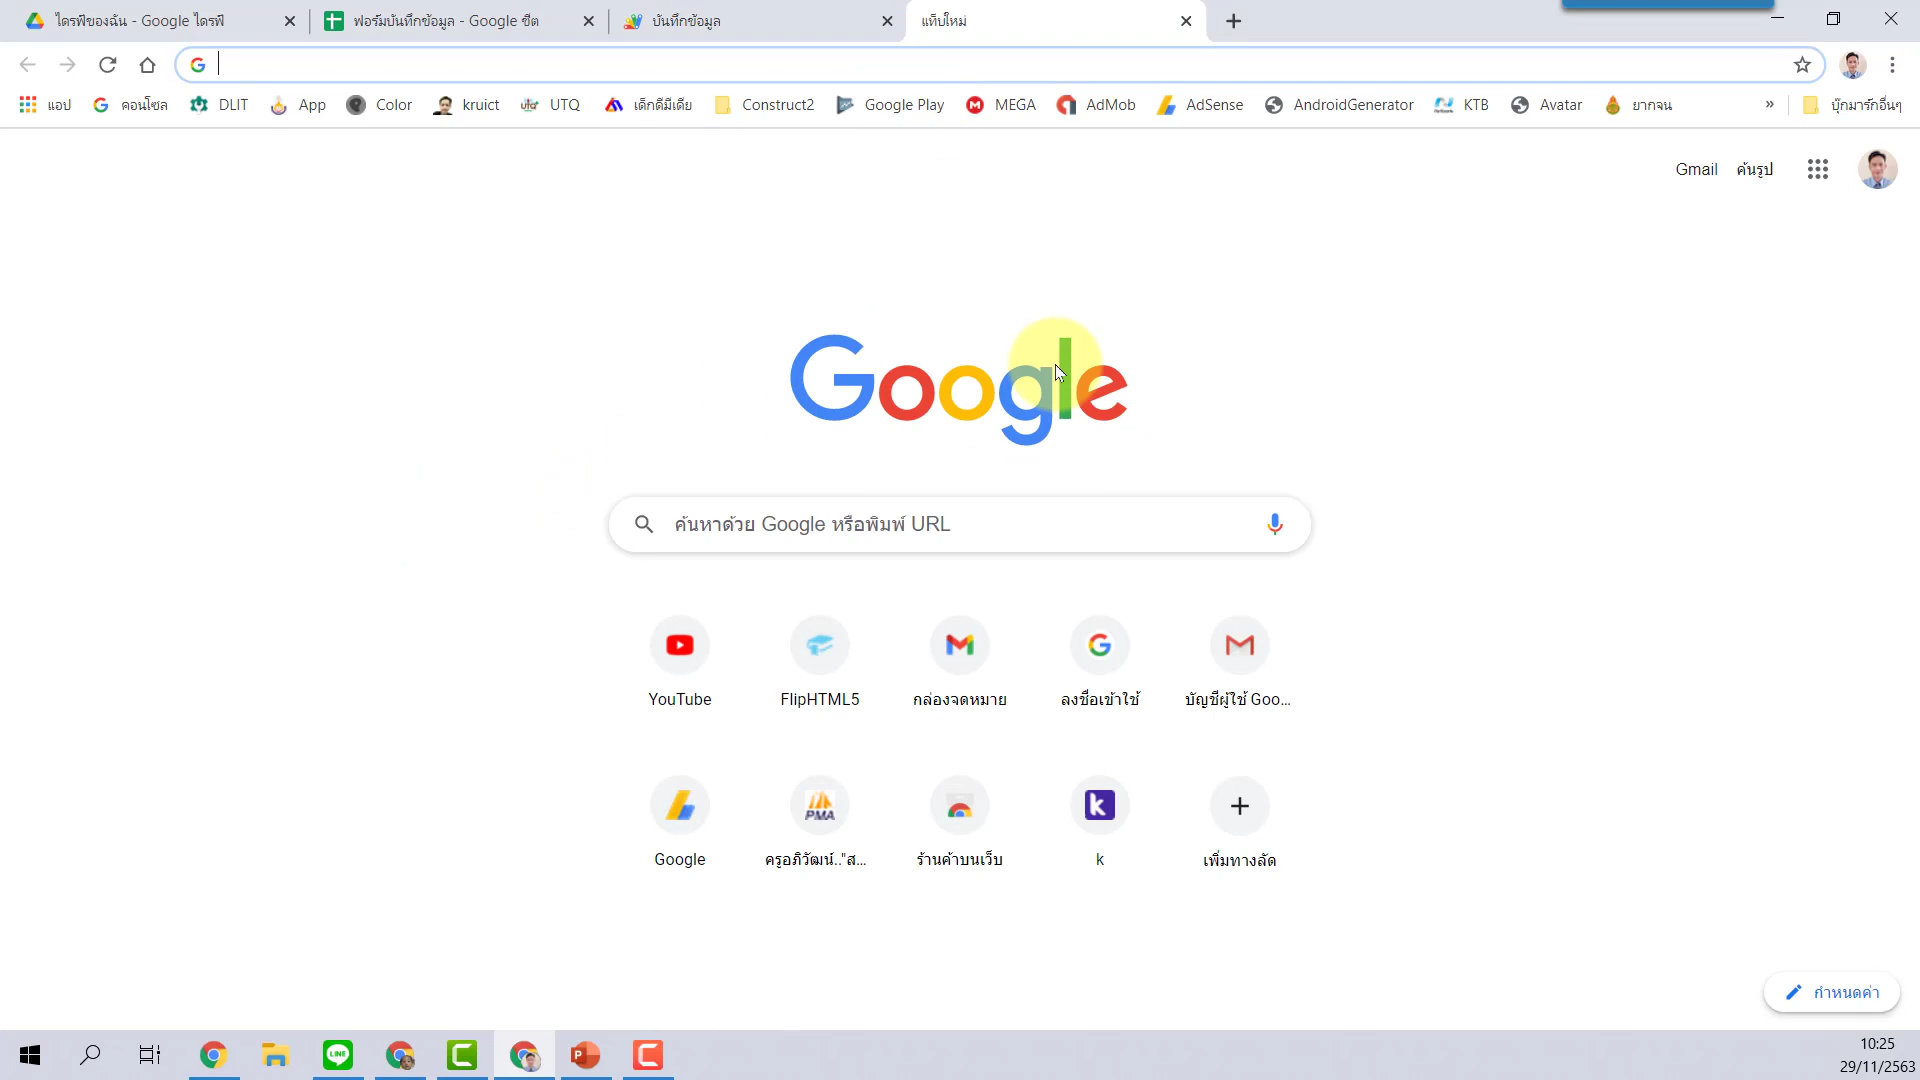 ไดรฟ์ของฉัน - Google ไดรฟ์
ฟอร์มบันทึกข้อมูล - Google ชีต
บันทึกข้อมูล
แท็บใหม่
แอป
คอนโซล
DLIT
App
Color
kruict
UTQ
เด็กดีมีเดีย
Construct2
Google Play
MEGA
AdMob
AdSense
AndroidGenerator
KTB
Avatar
ยากจน
»
บุ๊กมาร์กอื่นๆ
Gmail
ค้นรูป
Google
ค้นหาด้วย Google หรือพิมพ์ URL
YouTube
FlipHTML5
กล่องจดหมาย
ลงชื่อเข้าใช้
บัญชีผู้ใช้ Goo...
PMA
k
Google
ครูอภิวัฒน์.."ส...
ร้านค้าบนเว็บ
k
เพิ่มทางลัด
กำหนดค่า
LINE
10:25
29/11/2563